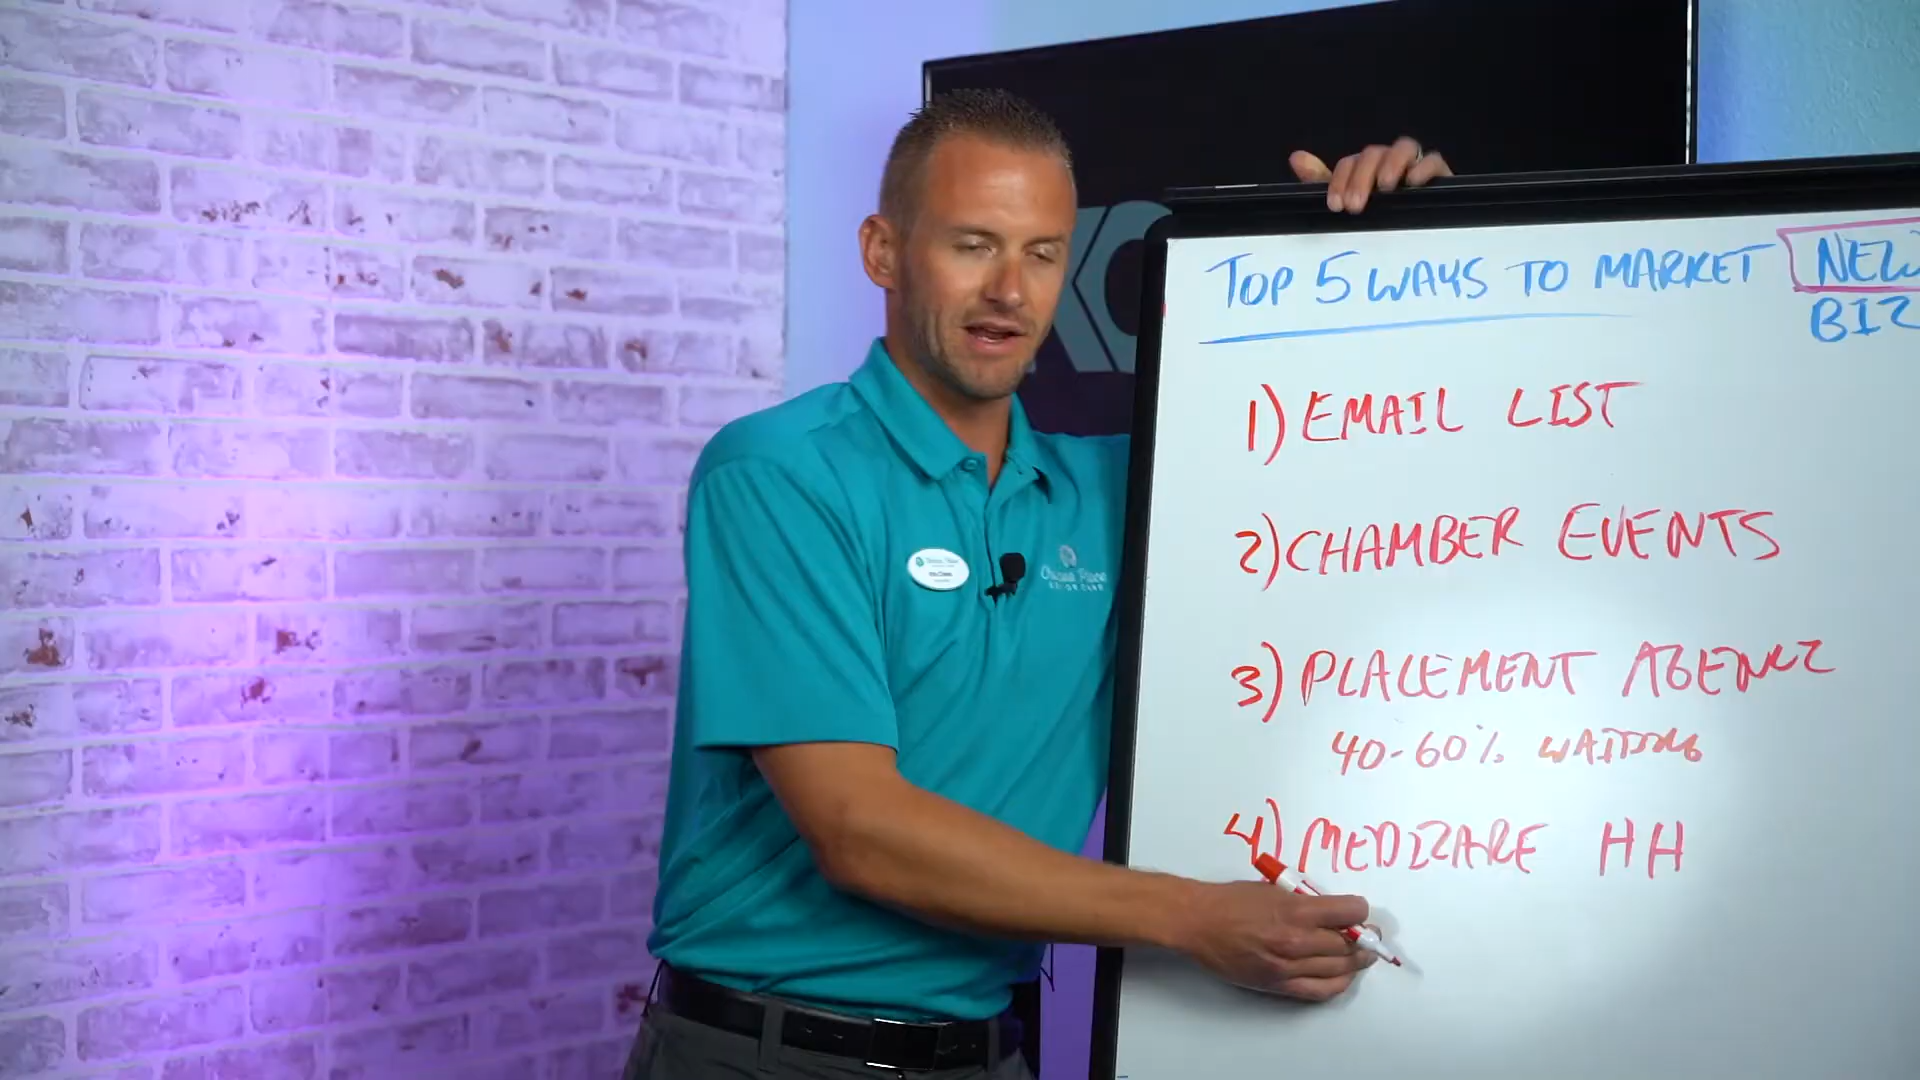 TOP 5 WAYS TO MARKET NEW
BIZ
1) EMAIL LIST
2) CHAMBER EVENTS
3) PLACEMENT AGENCY
40-60% WAITING
4) MEDICARE HH